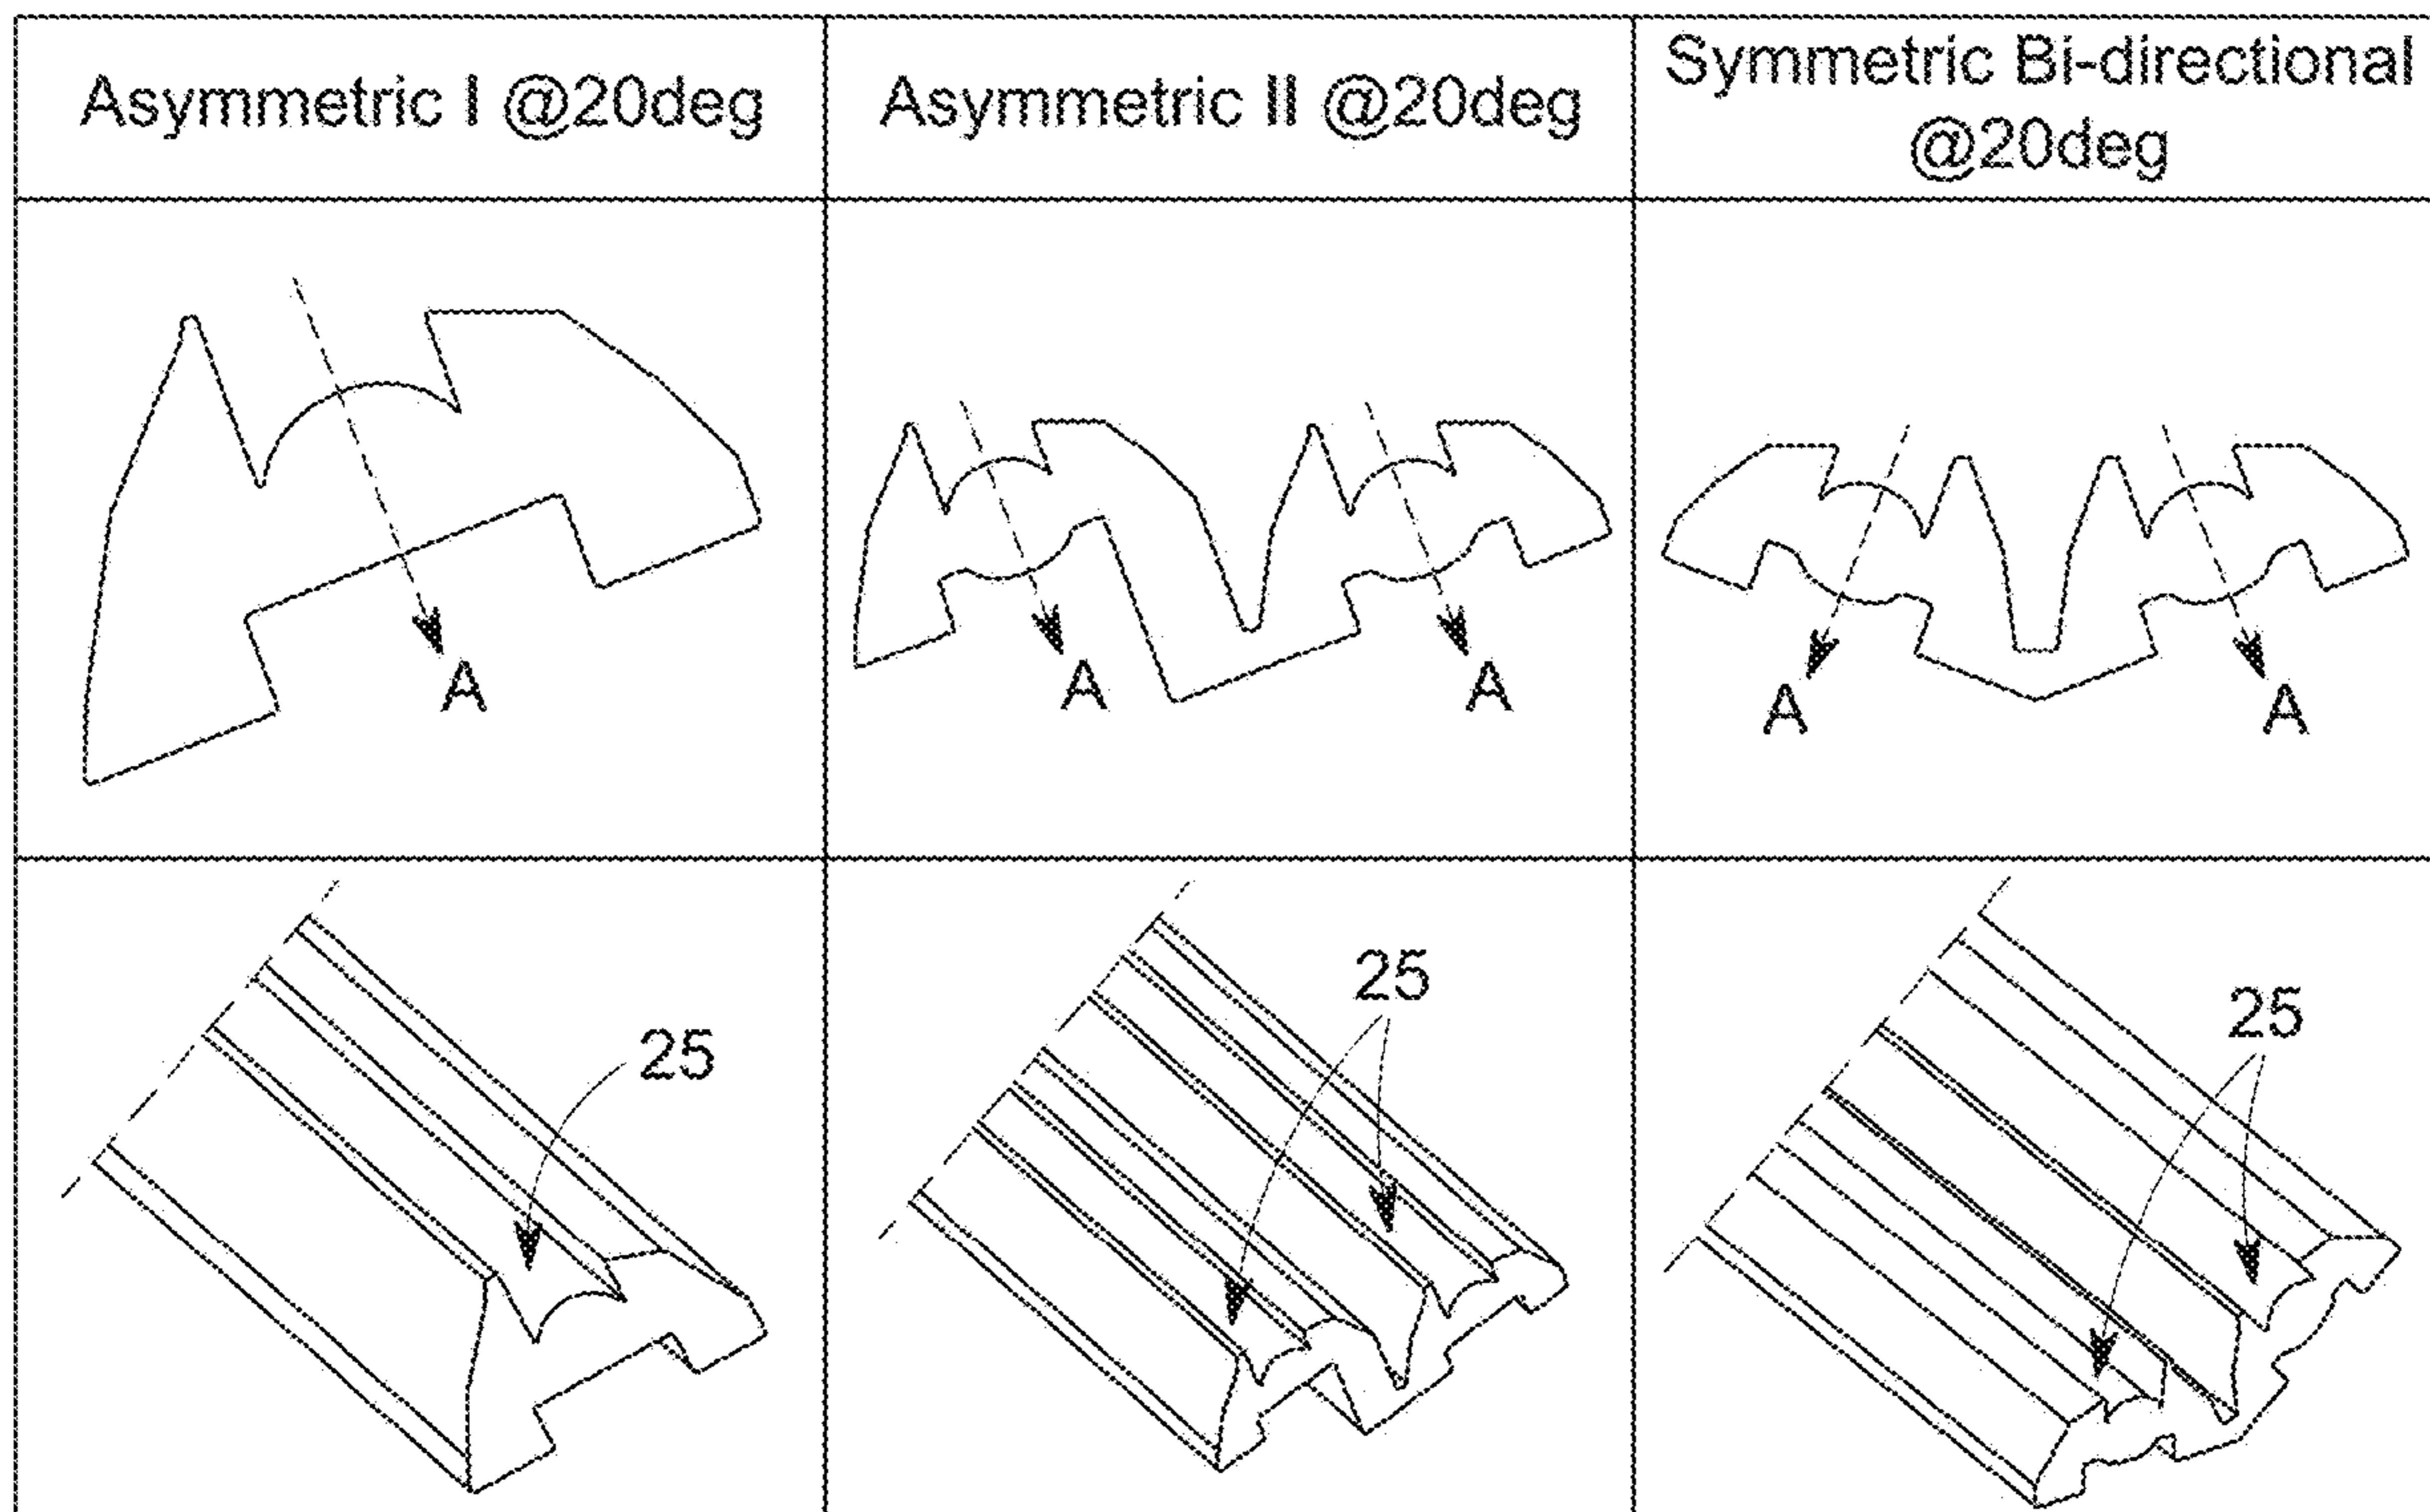 Asymmetric I @20deg
Asymmetric II @20deg
Symmetric Bi-directional
@20deg
A
A
A
A
A
25
25
25